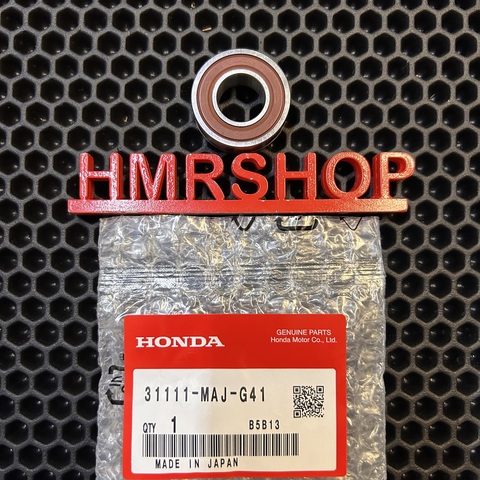 HMRSHOP
HONDA
GENUINE PARTS
Honda Motor Co., Ltd.
31111-MAJ-G41
QTY 1 B5B13
MADE IN JAPAN